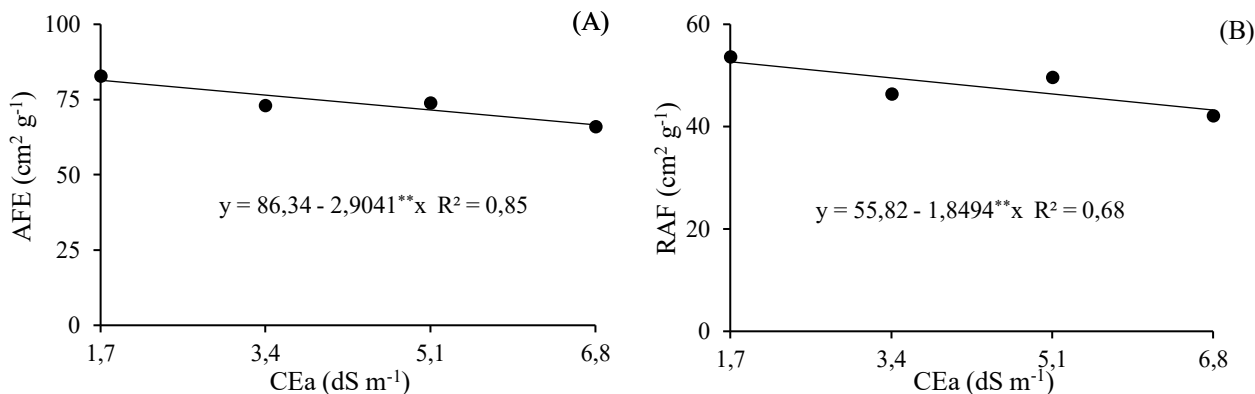 (A)
100
75
50
25
0
AFE (cm² g⁻¹)
y = 86,34 - 2,9041**x R² = 0,85
1,7 3,4 5,1 6,8
CEa (dS m⁻¹)
(B)
60
40
20
0
RAF (cm² g⁻¹)
y = 55,82 - 1,8494**x R² = 0,68
1,7 3,4 5,1 6,8
CEa (dS m⁻¹)